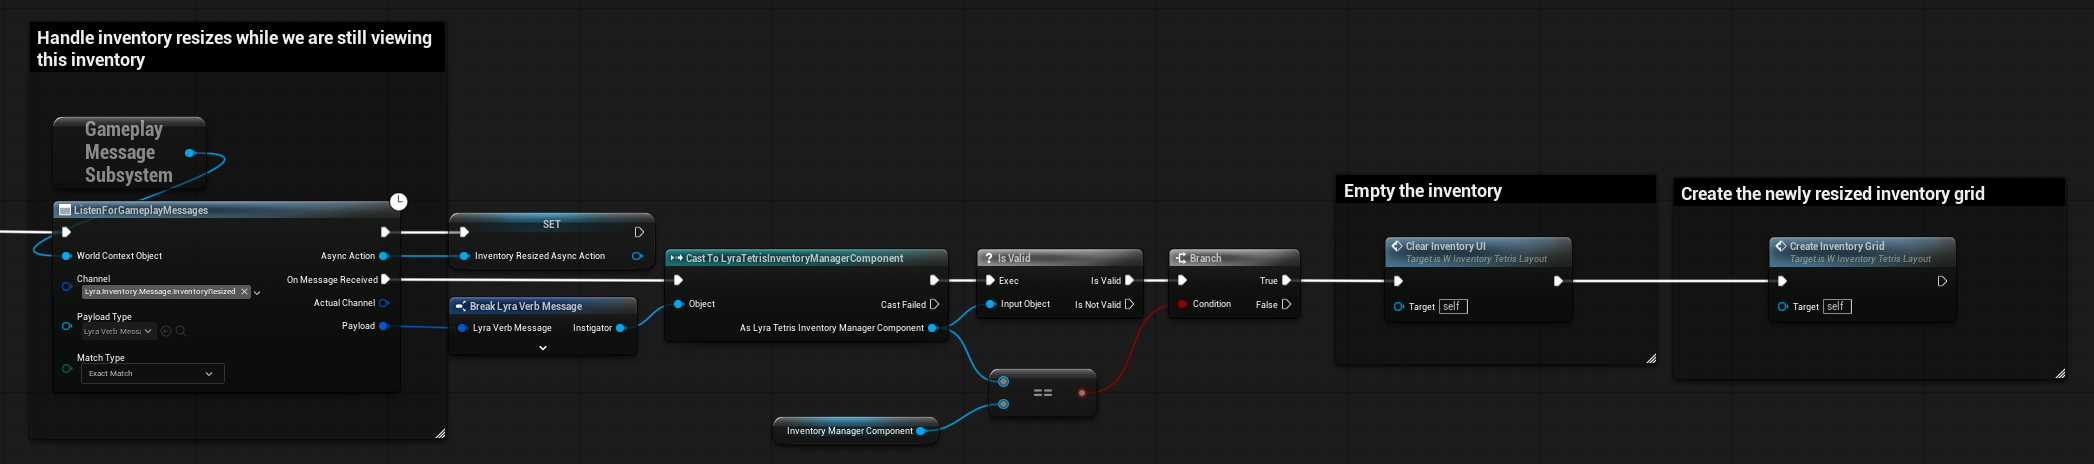 Handle inventory resizes while we are still viewing
this inventory
Gameplay
Message
Subsystem
ListenForGameplayMessages
World Context Object
Async Action
Channel
On Message Received
Lyra.Inventory.Message.InventoryResized
Actual Channel
Payload Type
Payload
Lyra Verb Messa
Match Type
Exact Match
SET
Inventory Resized Async Action
Break Lyra Verb Message
Lyra Verb Message
Instigator
Cast To LyraTetrisInventoryManagerComponent
Object
Cast Failed
As Lyra Tetris Inventory Manager Component
Inventory Manager Component
? Is Valid
Exec
Is Valid
Input Object
Is Not Valid
==
Branch
True
Condition
False
Empty the inventory
Clear Inventory UI
Target is W Inventory Tetris Layout
Target
self
Create the newly resized inventory grid
Create Inventory Grid
Target is W Inventory Tetris Layout
Target
self